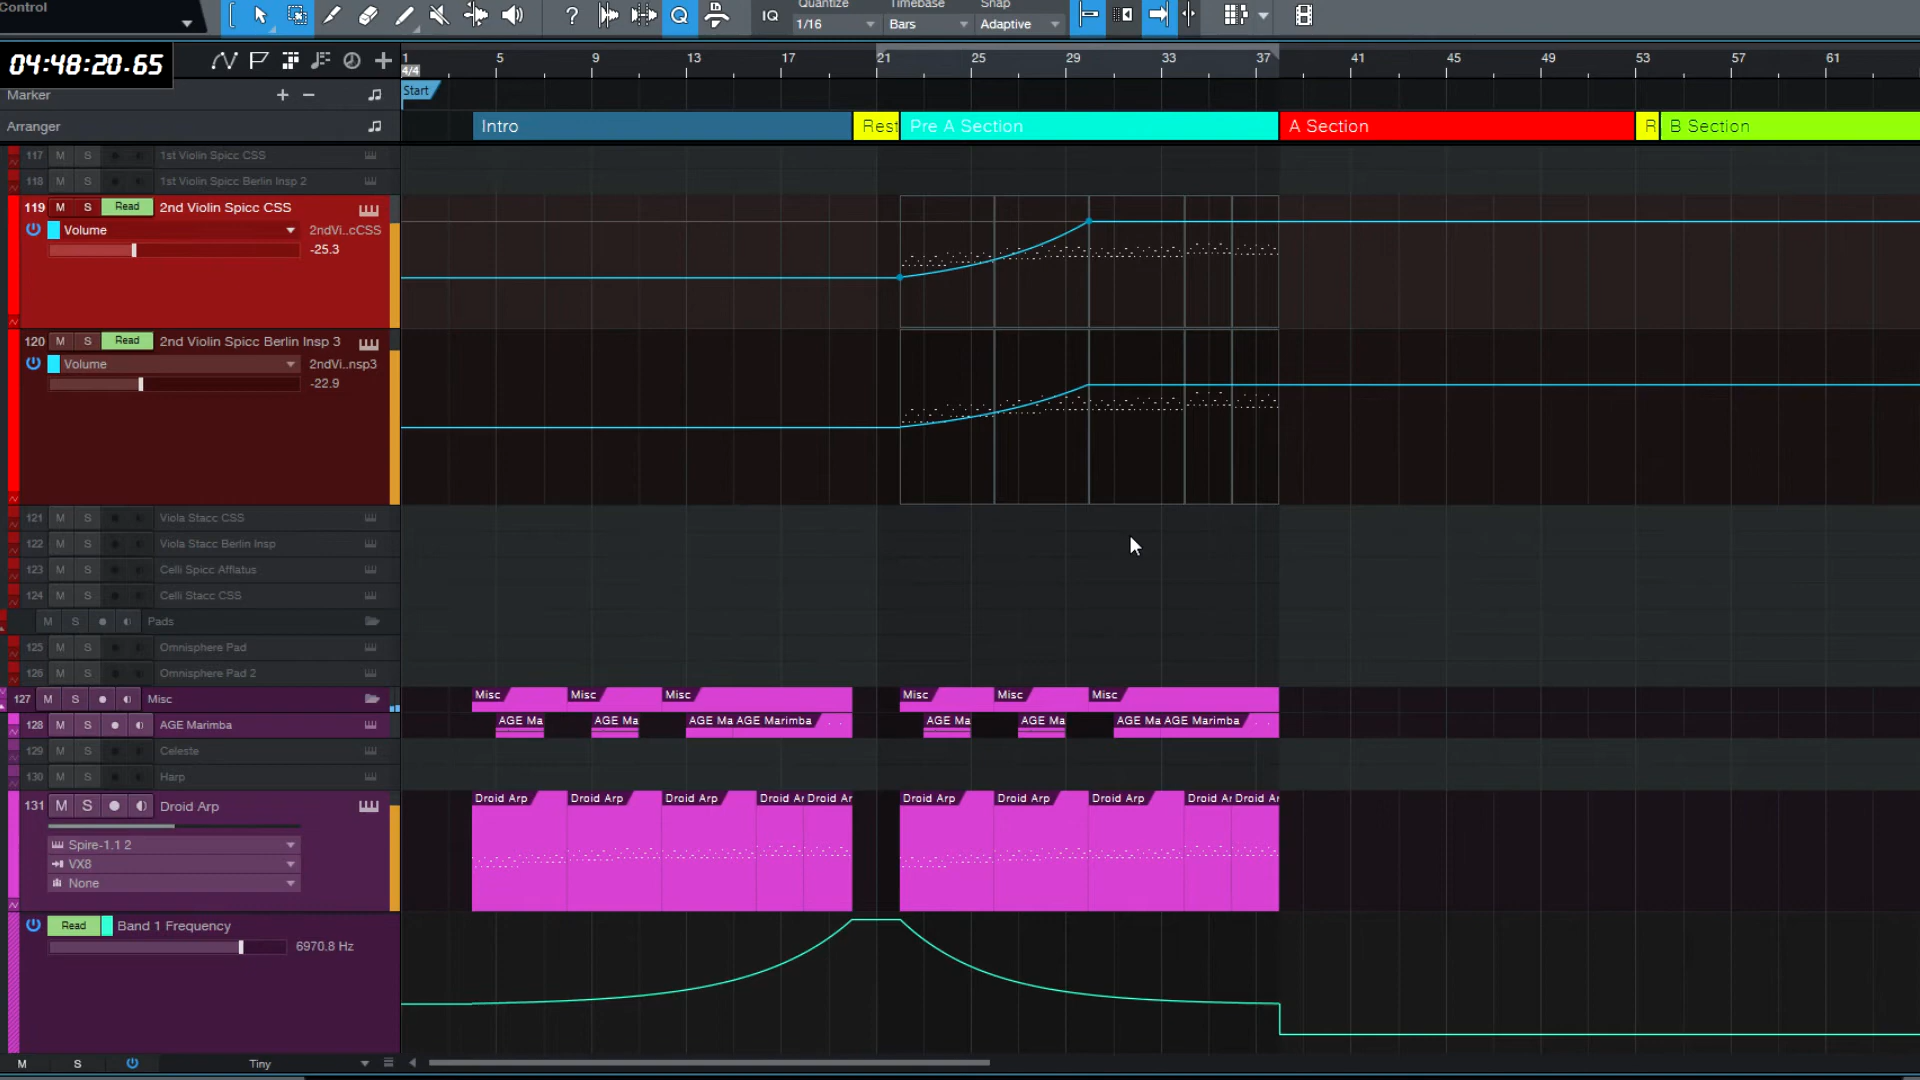 Control
Quantize Timebase Snap
IQ 1/16 Bars Adaptive
04:48:20.65
1 5 9 13 17 21 25 29 33 37 41 45 49 53 57 61
4/4
Marker
Start
Arranger
Intro Rest Pre A Section A Section R B Section
117 M S 1st Violin Spicc CSS
118 M S 1st Violin Spicc Berlin Insp 2
119 M S Read 2nd Violin Spicc CSS
Volume 2ndVi..cCSS
-25.3
120 M S Read 2nd Violin Spicc Berlin Insp 3
Volume 2ndVi...nsp3
-22.9
121 M S Viola Stacc CSS
122 M S Viola Stacc Berlin Insp
123 M S Celli Spicc Afflatus
124 M S Celli Stacc CSS
M S Pads
125 M S Omnisphere Pad
126 M S Omnisphere Pad 2
127 M S Misc Misc Misc Misc Misc Misc Misc
128 M S AGE Marimba AGE Ma AGE Ma AGE Ma AGE Marimba AGE Ma AGE Ma AGE Ma AGE Marimba
129 M S Celeste
130 M S Harp
131 M S Droid Arp Droid Arp Droid Arp Droid Arp Droid Ar Droid Ar Droid Arp Droid Arp Droid Arp Droid Ar Droid Ar
Spire-1.1 2
VX8
None
Read Band 1 Frequency
6970.8 Hz
M S Tiny